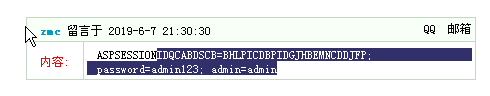 zmc 留言于 2019-6-7 21:30:30 QQ 邮箱
内容: ASPSESSIONIDQCABDSCB=BHLPICDBPIDGJHBEMNCDDJFP;
password=admin123; admin=admin